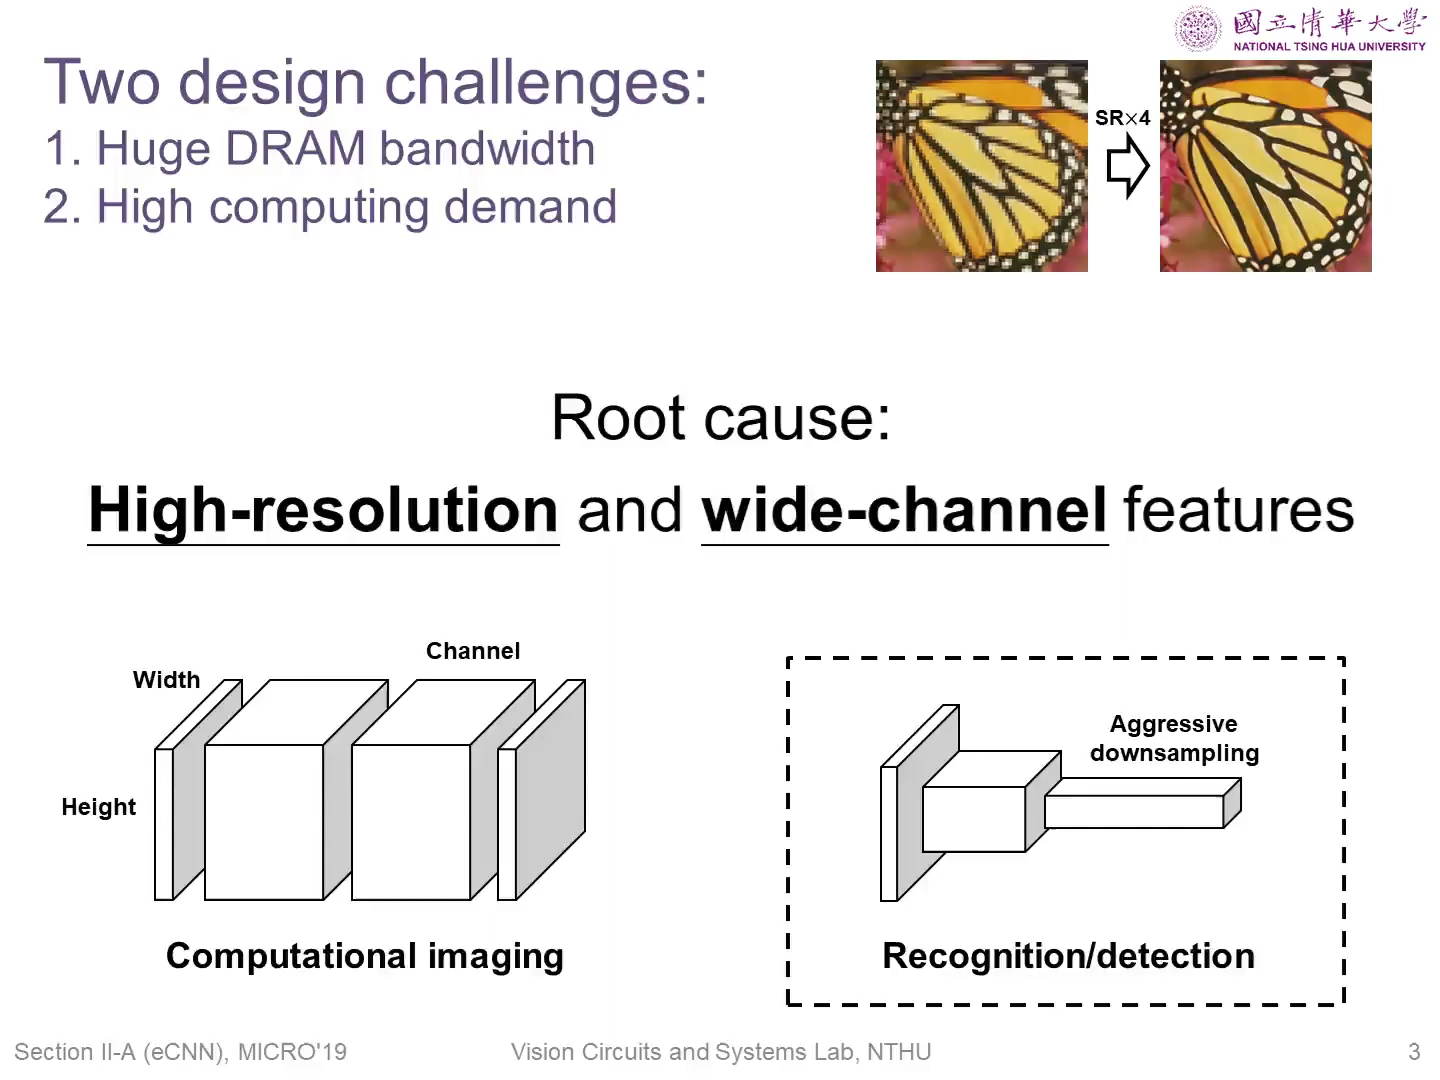 國立清華大學
NATIONAL TSING HUA UNIVERSITY
Two design challenges:
1. Huge DRAM bandwidth
2. High computing demand
SR×4
Root cause:
High-resolution and wide-channel features
Channel
Width
Height
Computational imaging
Aggressive
downsampling
Recognition/detection
Section II-A (eCNN), MICRO'19
Vision Circuits and Systems Lab, NTHU
3